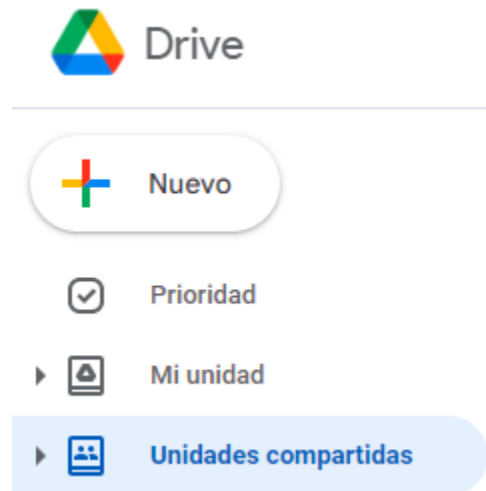 Drive
Nuevo
Prioridad
Mi unidad
Unidades compartidas